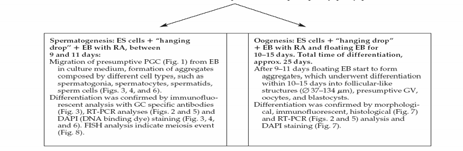 Spermatogenesis: ES cells + "hanging
drop" + EB with RA, between
9 and 11 days:
Migration of presumptive PGC (Fig. 1) from EB
in culture medium, formation of aggregates
composed by different cell types, such as
spermatogonia, spermatocytes, spermatids,
sperm cells (Figs. 3, 4, and 6).
Differentiation was confirmed by immunofluo-
rescent analysis with GC specific antibodies
(Fig. 3), RT-PCR analyses (Figs. 2 and 5) and
DAPI (DNA binding dye) staining (Fig. 3, 4,
and 6). FISH analysis indicate meiosis event
(Fig. 8).
Oogenesis: ES cells + "hanging drop"
+ EB with RA and floating EB for
10–15 days. Total time of differentiation,
approx. 25 days.
After 9–11 days floating EB start to form
aggregates, which underwent differentiation
within 10–15 days into follicular-like
structures (Ø 37–134 µm), presumptive GV,
oocytes, and blastocysts.
Differentiation was confirmed by morphologi-
cal, immunofluorescent, histological (Fig. 7)
and RT-PCR (Figs. 2 and 5) analysis and
DAPI staining (Fig. 7).